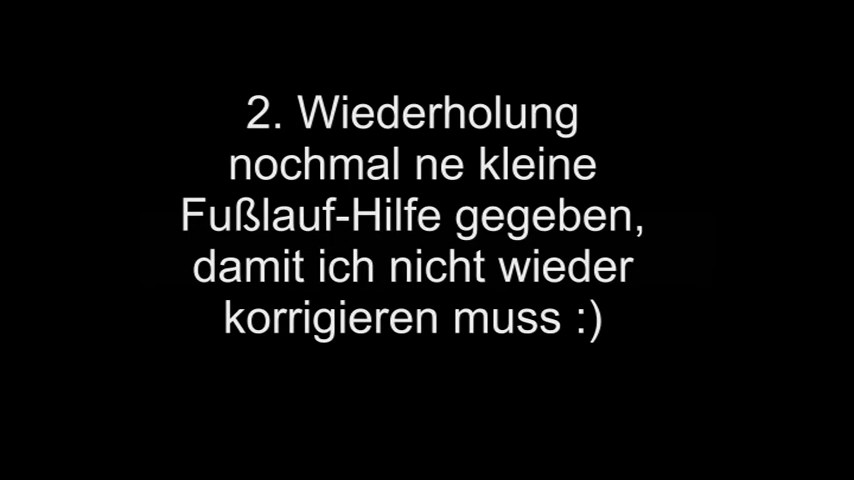 2. Wiederholung
nochmal ne kleine
Fußlauf-Hilfe gegeben,
damit ich nicht wieder
korrigieren muss :)